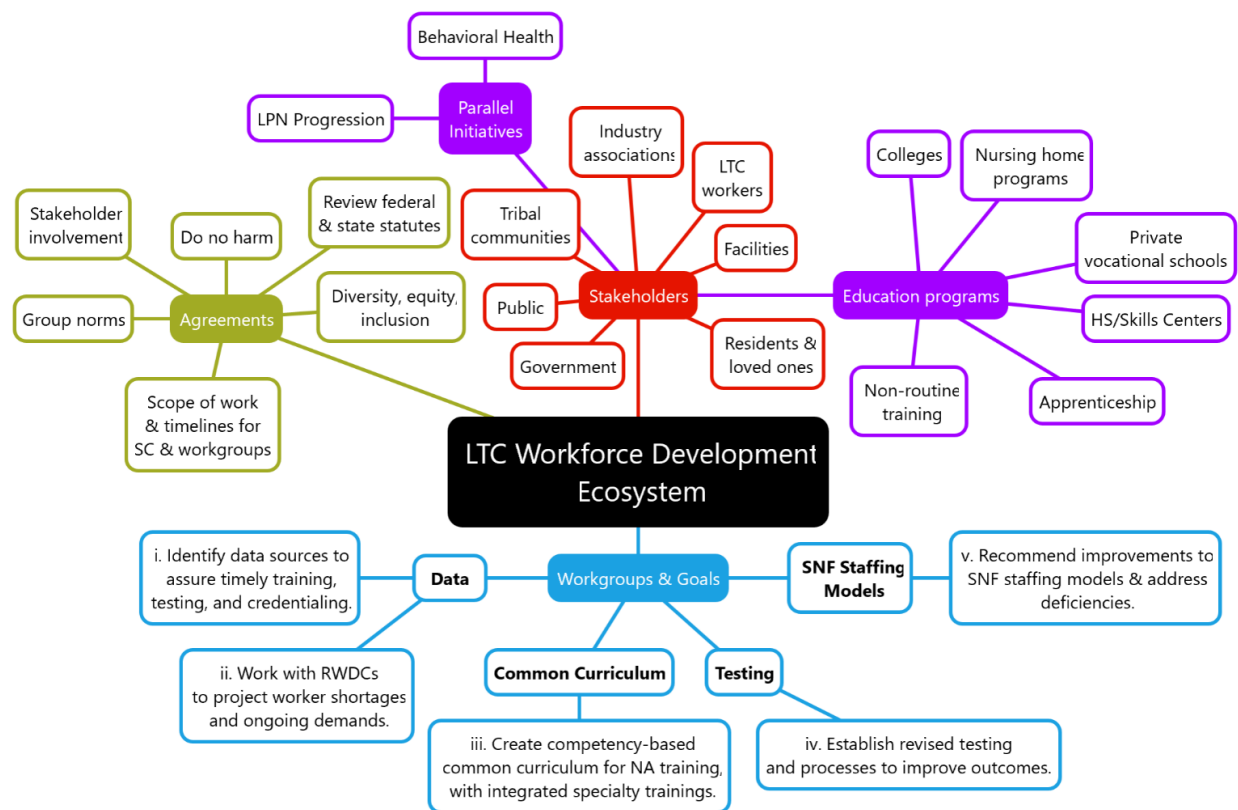 Behavioral Health
LPN Progression
Parallel
Initiatives
Industry
associations
LTC
workers
Colleges
Nursing home
programs
Stakeholder
involvement
Do no harm
Review federal
& state statutes
Tribal
communities
Facilities
Private
vocational schools
Group norms
Agreements
Diversity, equity,
inclusion
Public
Stakeholders
Education programs
HS/Skills Centers
Government
Residents &
loved ones
Scope of work
& timelines for
SC & workgroups
Non-routine
training
Apprenticeship
LTC Workforce Development
Ecosystem
i. Identify data sources to
assure timely training,
testing, and credentialing.
Data
Workgroups & Goals
SNF Staffing
Models
v. Recommend improvements to
SNF staffing models & address
deficiencies.
ii. Work with RWDCs
to project worker shortages
and ongoing demands.
Common Curriculum
Testing
iii. Create competency-based
common curriculum for NA training,
with integrated specialty trainings.
iv. Establish revised testing
and processes to improve outcomes.